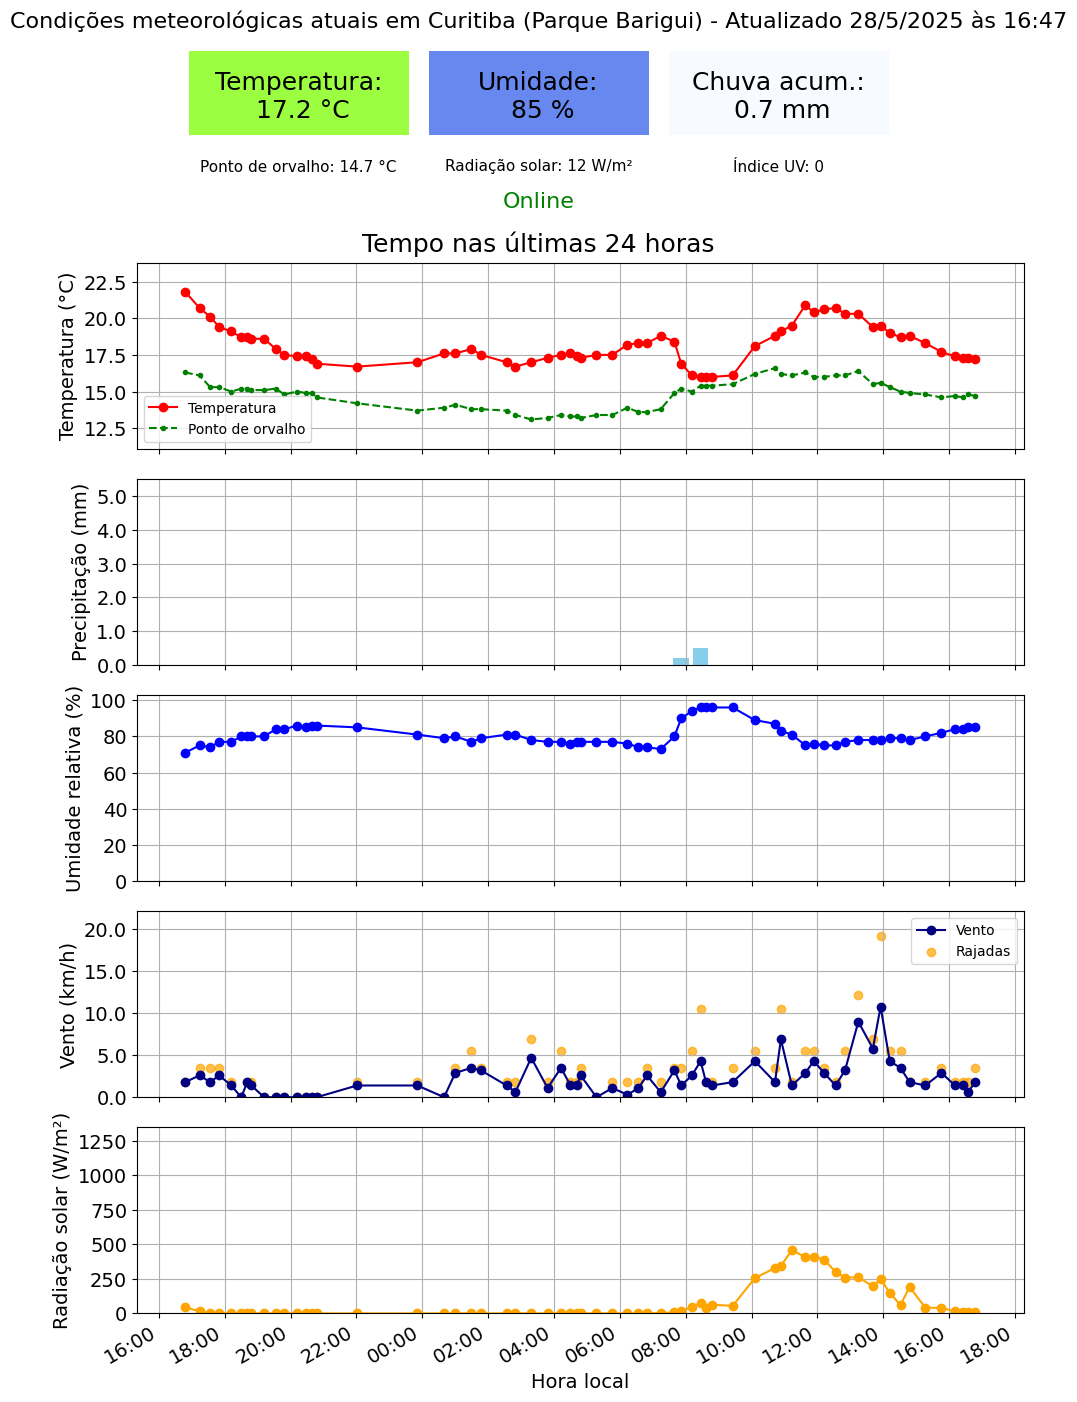 Condições meteorológicas atuais em Curitiba (Parque Barigui) - Atualizado 28/5/2025 às 16:47
Temperatura:
17.2 °C
Umidade:
85 %
Chuva acum.:
0.7 mm
Ponto de orvalho: 14.7 °C
Radiação solar: 12 W/m²
Índice UV: 0
Online
Tempo nas últimas 24 horas
Temperatura (°C)
22.5
20.0
17.5
15.0
12.5
Temperatura
Ponto de orvalho
Precipitação (mm)
5.0
4.0
3.0
2.0
1.0
0.0
Umidade relativa (%)
100
80
60
40
20
0
Vento (km/h)
20.0
15.0
10.0
5.0
0.0
Vento
Rajadas
Radiação solar (W/m²)
1250
1000
750
500
250
0
16:00
18:00
20:00
22:00
00:00
02:00
04:00
06:00
08:00
10:00
12:00
14:00
16:00
18:00
Hora local